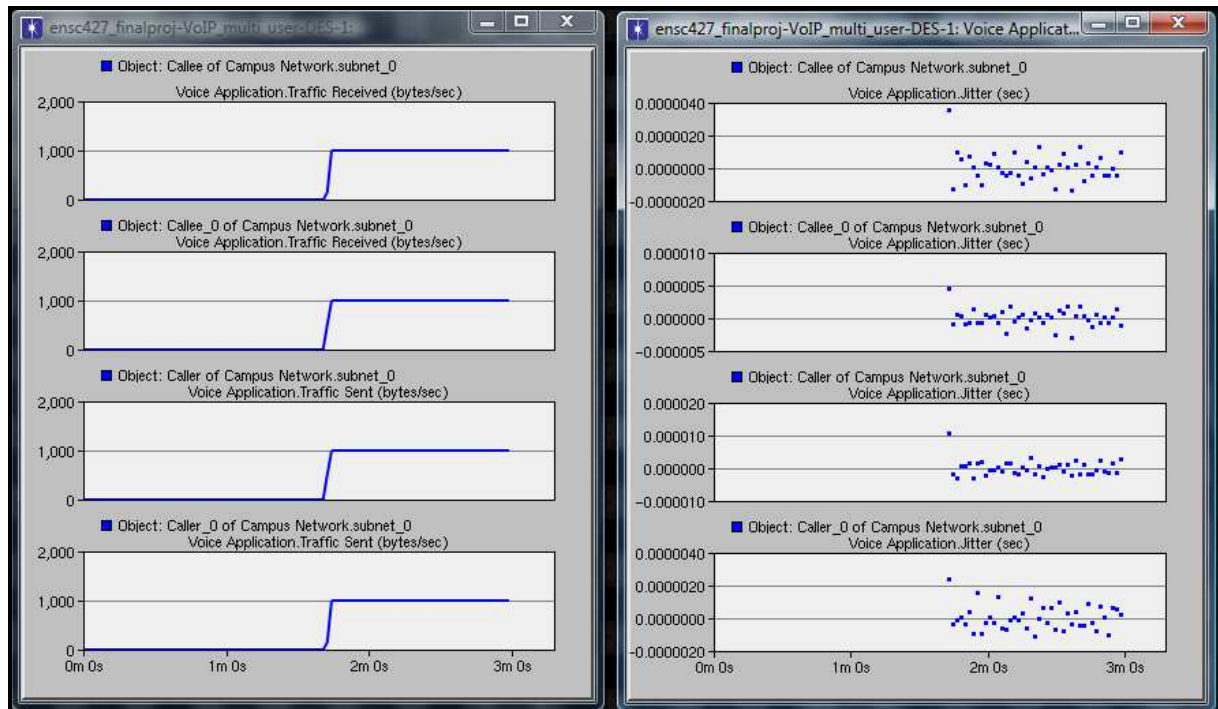 ensc427_finalproj-VoIP_multi_user-DES-1:
Object: Callee of Campus Network.subnet_0
Voice Application.Traffic Received (bytes/sec)
2,000
1,000
0
Object: Callee_0 of Campus Network.subnet_0
Voice Application.Traffic Received (bytes/sec)
2,000
1,000
0
Object: Caller of Campus Network.subnet_0
Voice Application.Traffic Sent (bytes/sec)
2,000
1,000
0
Object: Caller_0 of Campus Network.subnet_0
Voice Application.Traffic Sent (bytes/sec)
2,000
1,000
0
0m 0s 1m 0s 2m 0s 3m 0s
ensc427_finalproj-VoIP_multi_user-DES-1: Voice Applicat...
Object: Callee of Campus Network.subnet_0
Voice Application.Jitter (sec)
0.0000040
0.0000020
0.0000000
-0.0000020
Object: Callee_0 of Campus Network.subnet_0
Voice Application.Jitter (sec)
0.000010
0.000005
0.000000
-0.000005
Object: Caller of Campus Network.subnet_0
Voice Application.Jitter (sec)
0.000020
0.000010
0.000000
-0.000010
Object: Caller_0 of Campus Network.subnet_0
Voice Application.Jitter (sec)
0.0000040
0.0000020
0.0000000
-0.0000020
0m 0s 1m 0s 2m 0s 3m 0s